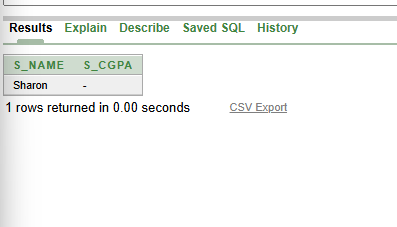 Results Explain Describe Saved SQL History
S_NAME S_CGPA
Sharon -
1 rows returned in 0.00 seconds CSV Export